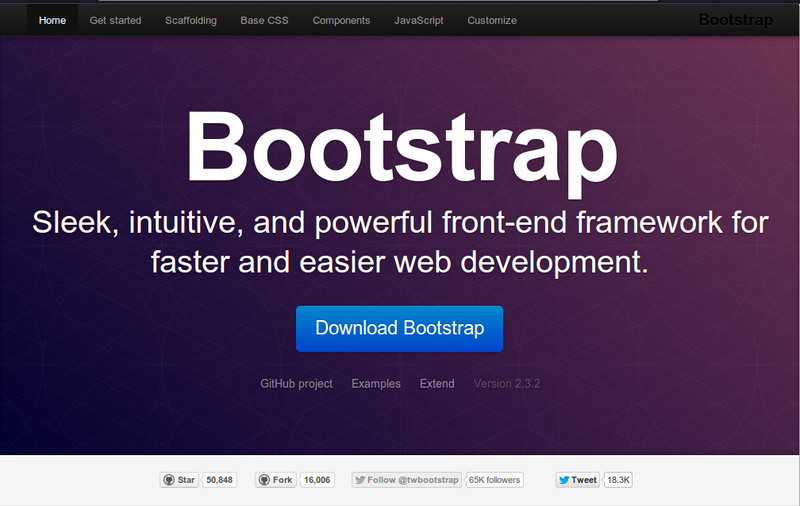 Home Get started Scaffolding Base CSS Components JavaScript Customize Bootstrap
Bootstrap
Sleek, intuitive, and powerful front-end framework for
faster and easier web development.
Download Bootstrap
GitHub project Examples Extend Version 2.3.2
Star 50,848 Fork 16,006 Follow @twbootstrap 65K followers Tweet 18.3K